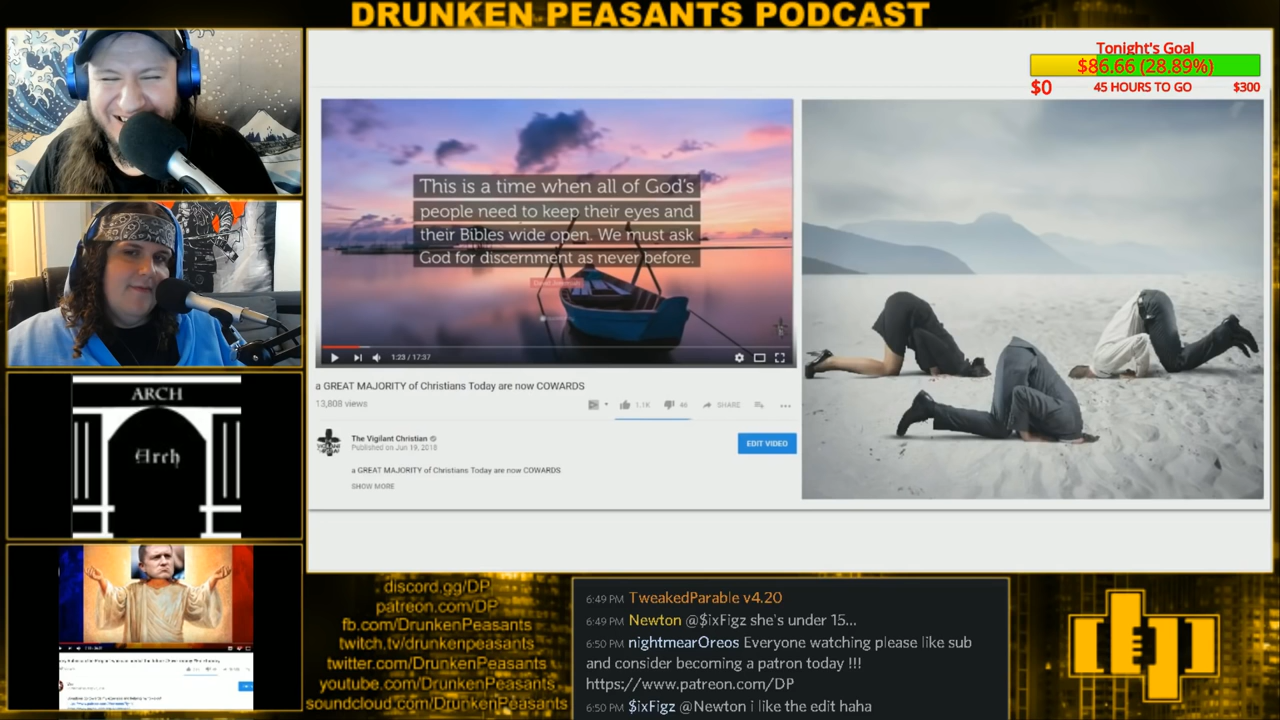 DRUNKEN PEASANTS PODCAST
Tonight's Goal
$86.66 (28.89%)
$0 45 HOURS TO GO $300
This is a time when all of God's
people need to keep their eyes and
their Bibles wide open. We must ask
God for discernment as never before.
David Jeremiah
1:23 / 17:37
a GREAT MAJORITY of Christians Today are now COWARDS
13,808 views
1.1K 46 SHARE
The Vigilant Christian
Published on Jun 19, 2018
EDIT VIDEO
a GREAT MAJORITY of Christians Today are now COWARDS
SHOW MORE
ARCH
Arch
discord.gg/DP
patreon.com/DP
fb.com/DrunkenPeasants
twitch.tv/drunkenpeasants
twitter.com/DrunkenPeasants
youtube.com/DrunkenPeasants
soundcloud.com/DrunkenPeasants
6:49 PM TweakedParable v4.20
6:49 PM Newton @$ixFigz she's under 15...
6:50 PM nightmearOreos Everyone watching please like sub
and consider becoming a patron today !!!
https://www.patreon.com/DP
6:50 PM $ixFigz @Newton i like the edit haha